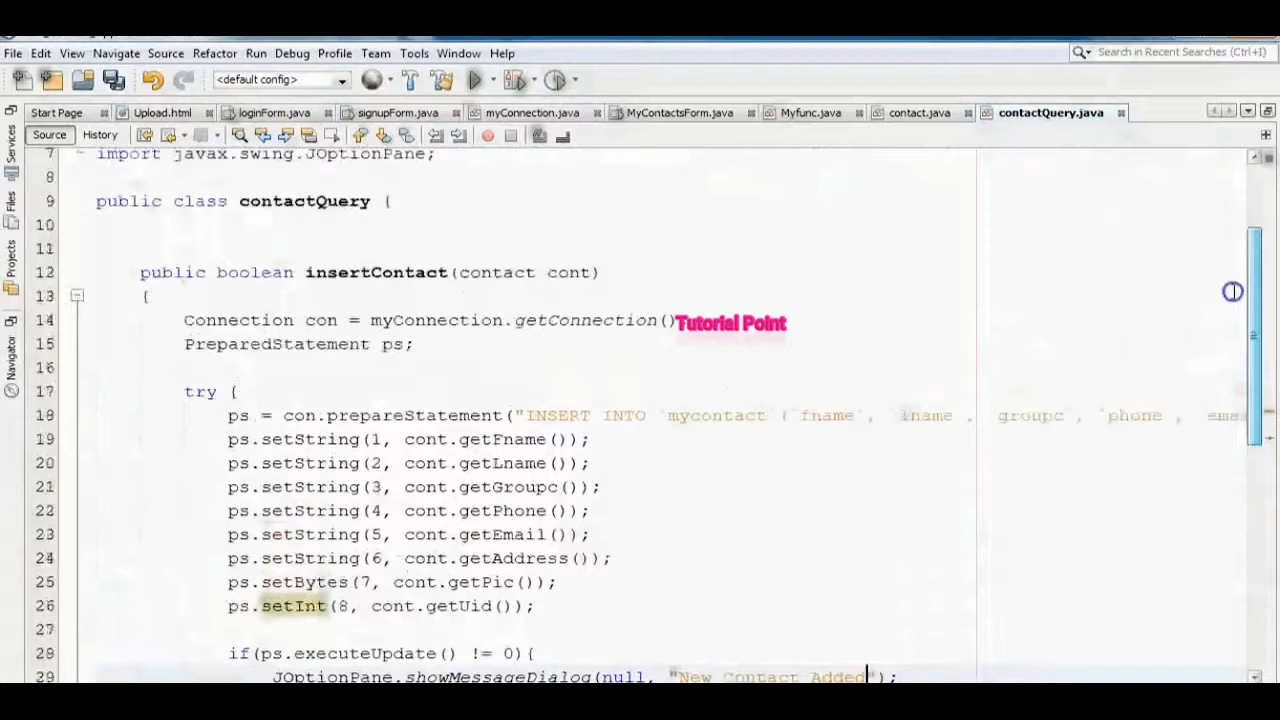 File Edit View Navigate Source Refactor Run Debug Profile Team Tools Window Help
Search in Recent Searches (Ctrl+I)
<default config>
Start Page Upload.html loginForm.java signupForm.java myConnection.java MyContactsForm.java Myfunc.java contact.java contactQuery.java
Source History
Services
Files
Projects
Navigator
7 import javax.swing.JOptionPane;
8
9 public class contactQuery {
10
11
12 public boolean insertContact(contact cont)
13 {
14 Connection con = myConnection.getConnection()
Tutorial Point
15 PreparedStatement ps;
16
17 try {
18 ps = con.prepareStatement("INSERT INTO `mycontact`(`fname`, `lname`, `groupc`, `phone`, `ema
19 ps.setString(1, cont.getFname());
20 ps.setString(2, cont.getLname());
21 ps.setString(3, cont.getGroupc());
22 ps.setString(4, cont.getPhone());
23 ps.setString(5, cont.getEmail());
24 ps.setString(6, cont.getAddress());
25 ps.setBytes(7, cont.getPic());
26 ps.setInt(8, cont.getUid());
27
28 if(ps.executeUpdate() != 0){
29 JOptionPane.showMessageDialog(null, "New Contact Added");